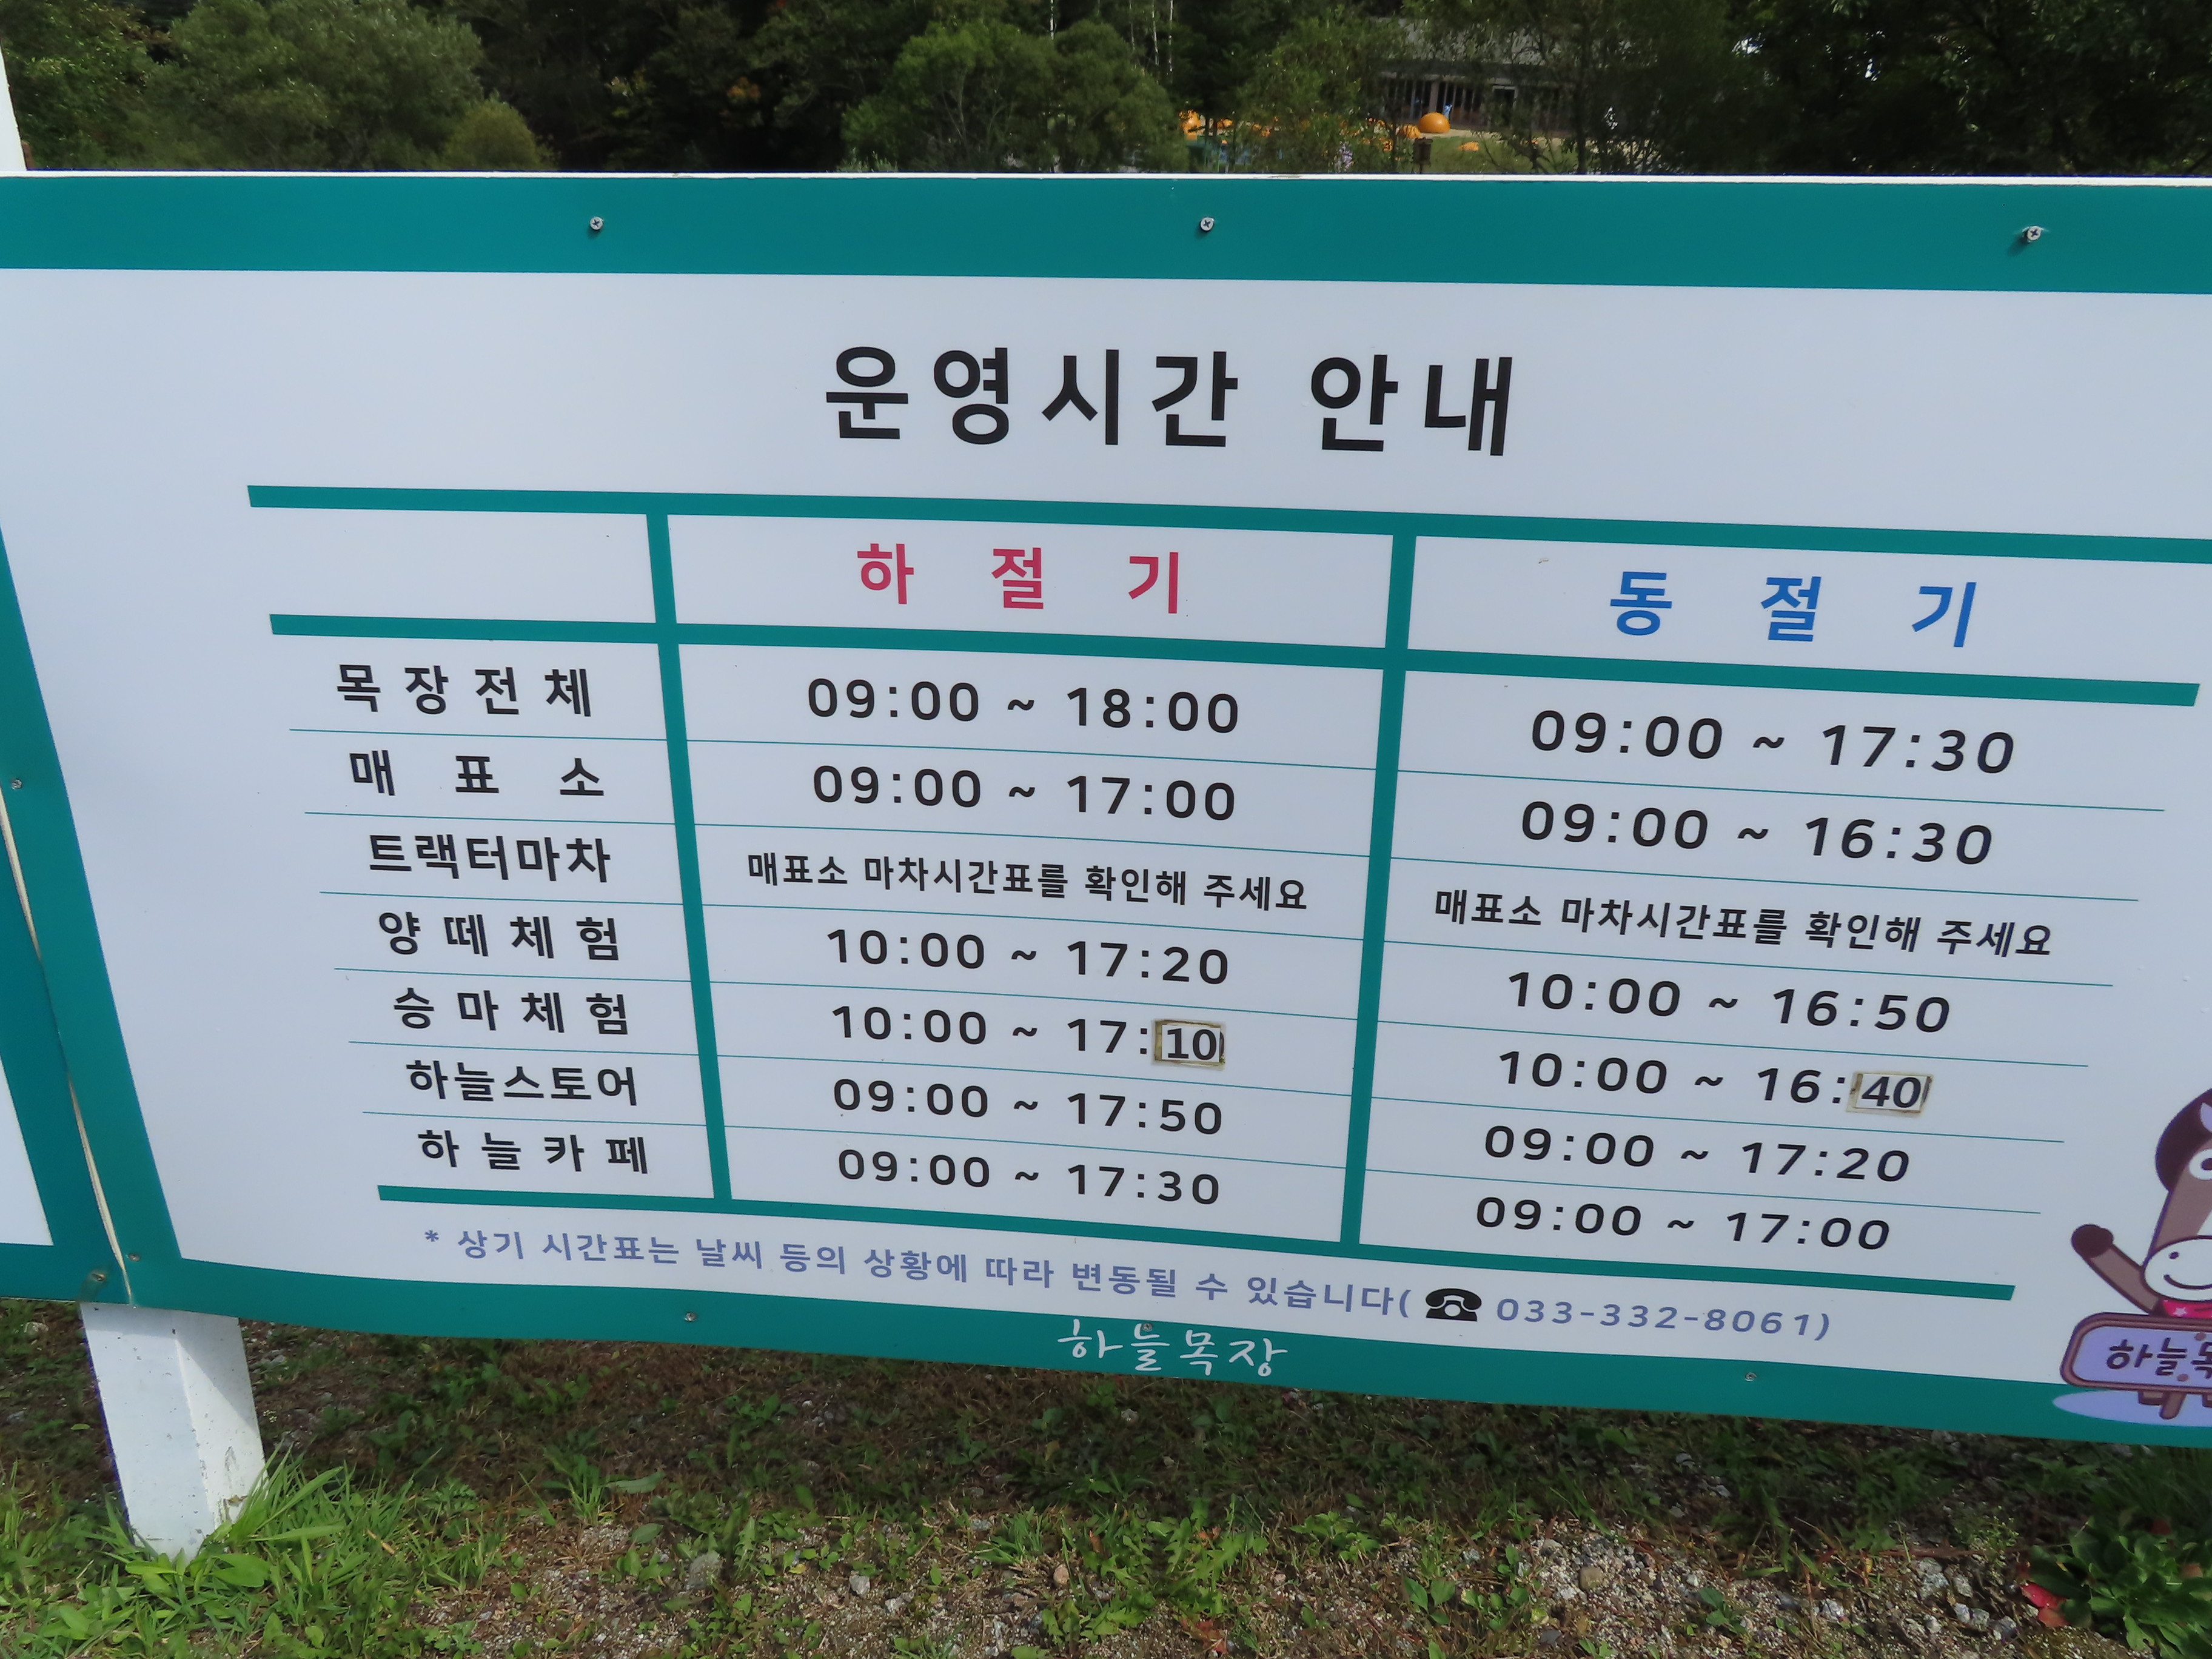 운영시간 안내
하 절 기 동 절 기
목장전체 09:00 ~ 18:00 09:00 ~ 17:30
매 표 소 09:00 ~ 17:00 09:00 ~ 16:30
트랙터마차 매표소 마차시간표를 확인해 주세요 매표소 마차시간표를 확인해 주세요
양떼체험 10:00 ~ 17:20 10:00 ~ 16:50
승마체험 10:00 ~ 17:10 10:00 ~ 16:40
하늘스토어 09:00 ~ 17:50 09:00 ~ 17:20
하늘카페 09:00 ~ 17:30 09:00 ~ 17:00
* 상기 시간표는 날씨 등의 상황에 따라 변동될 수 있습니다( ☎ 033-332-8061)
하늘목장